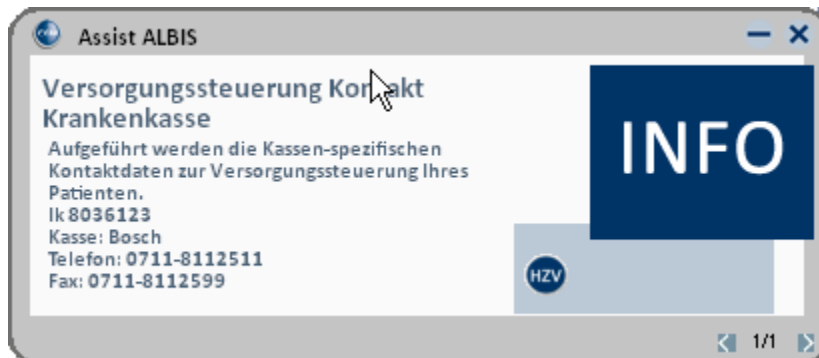 Assist ALBIS
Versorgungssteuerung Kontakt
Krankenkasse
Aufgeführt werden die Kassen-spezifischen
Kontaktdaten zur Versorgungssteuerung Ihres
Patienten.
Ik 8036123
Kasse: Bosch
Telefon: 0711-8112511
Fax: 0711-8112599
INFO
HZV
1/1